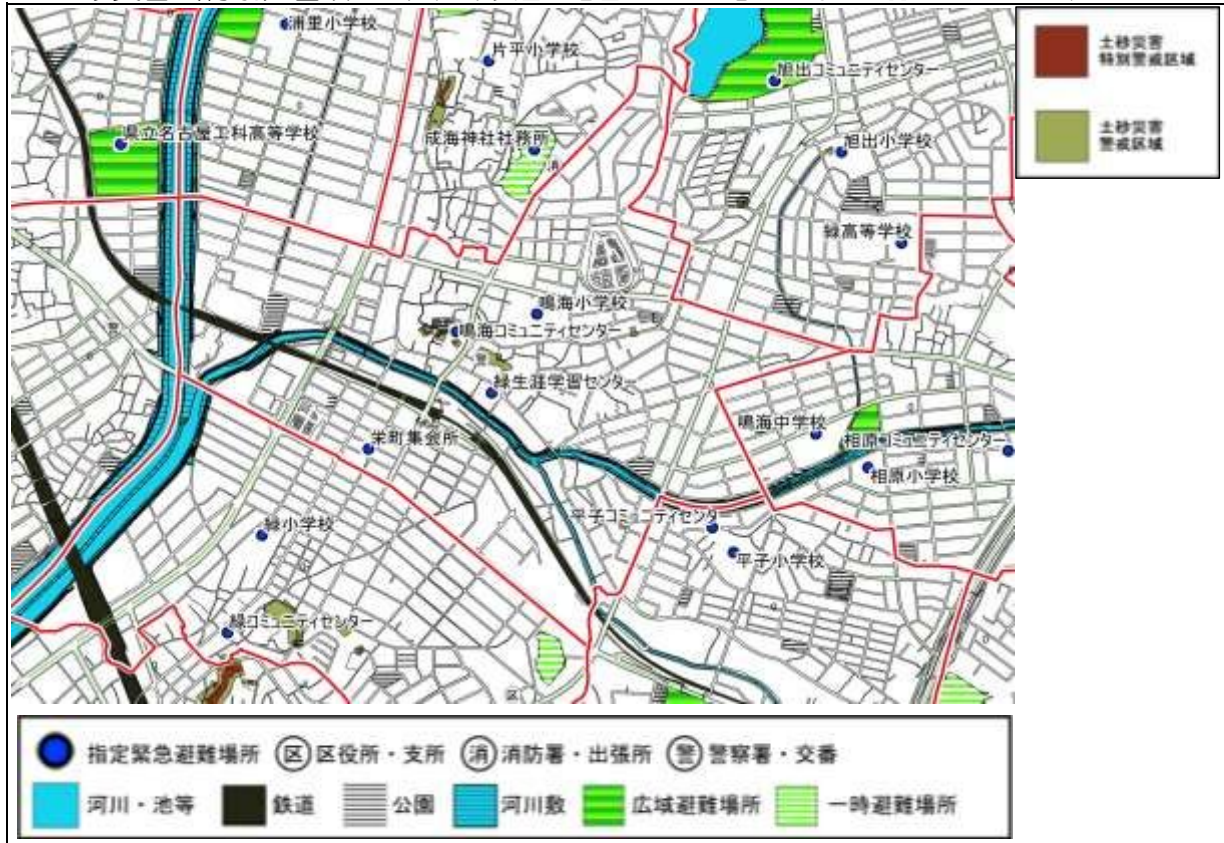 浦里小学校
片平小学校
旭出コミュニティセンター
土砂災害
特別警戒区域
土砂災害
警戒区域
県立名古屋工科高等学校
成海神社社務所
消
旭出小学校
緑高等学校
鳴海小学校
鳴海コミュニティセンター
緑生涯学習センター
鳴海中学校
相原コミュニティセンター
栄町集会所
相原小学校
平子コミュニティセンター
緑小学校
平子小学校
緑コミュニティセンター
区
指定緊急避難場所 区 区役所・支所 消 消防署・出張所 警 警察署・交番
河川・池等 鉄道 公園 河川敷 広域避難場所 一時避難場所